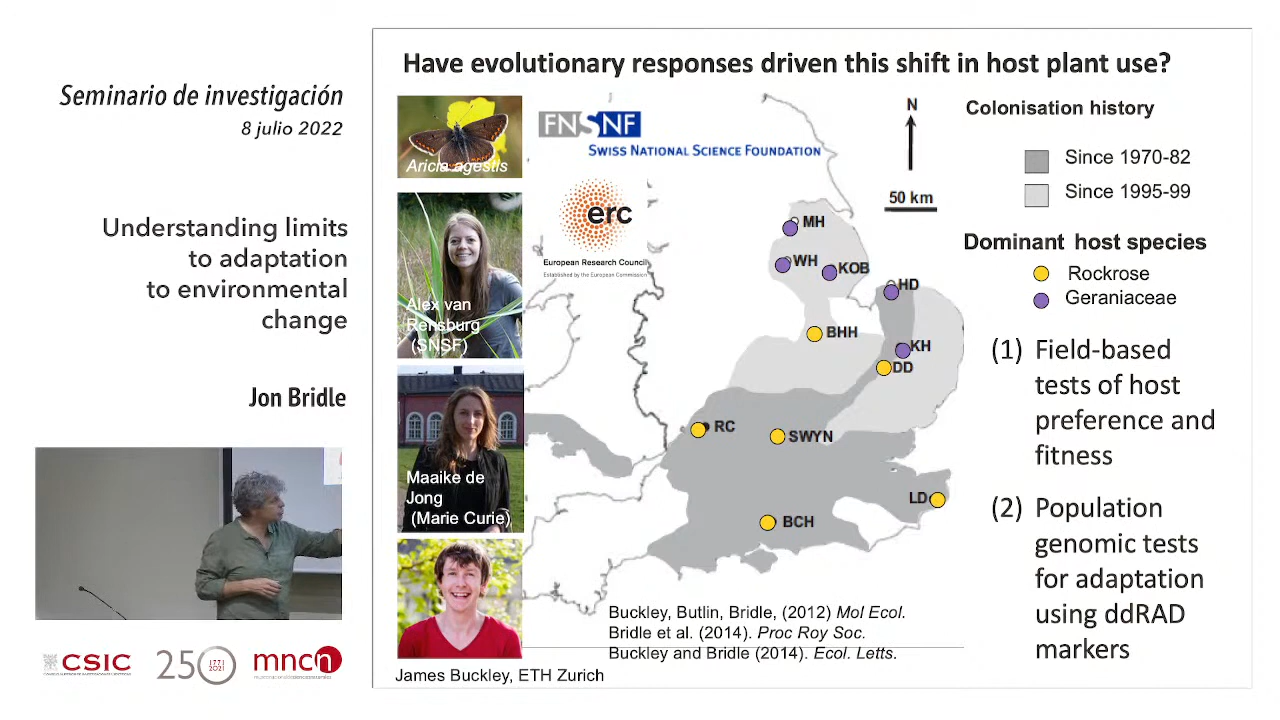 Seminario de investigación
8 julio 2022
Understanding limits
to adaptation
to environmental
change
Jon Bridle
CSIC
250
1771
2021
mncn
Have evolutionary responses driven this shift in host plant use?
Aricia agestis
FNSNF
SWISS NATIONAL SCIENCE FOUNDATION
erc
European Research Council
Established by the European Commission
Alex van
Rensburg
(SNSF)
Maaike de
Jong
(Marie Curie)
James Buckley, ETH Zurich
N
50 km
MH
WH
KOB
HD
BHH
KH
DD
RC
SWYN
LD
BCH
Buckley, Butlin, Bridle, (2012) Mol Ecol.
Bridle et al. (2014). Proc Roy Soc.
Buckley and Bridle (2014). Ecol. Letts.
Colonisation history
Since 1970-82
Since 1995-99
Dominant host species
Rockrose
Geraniaceae
(1) Field-based
tests of host
preference and
fitness
(2) Population
genomic tests
for adaptation
using ddRAD
markers